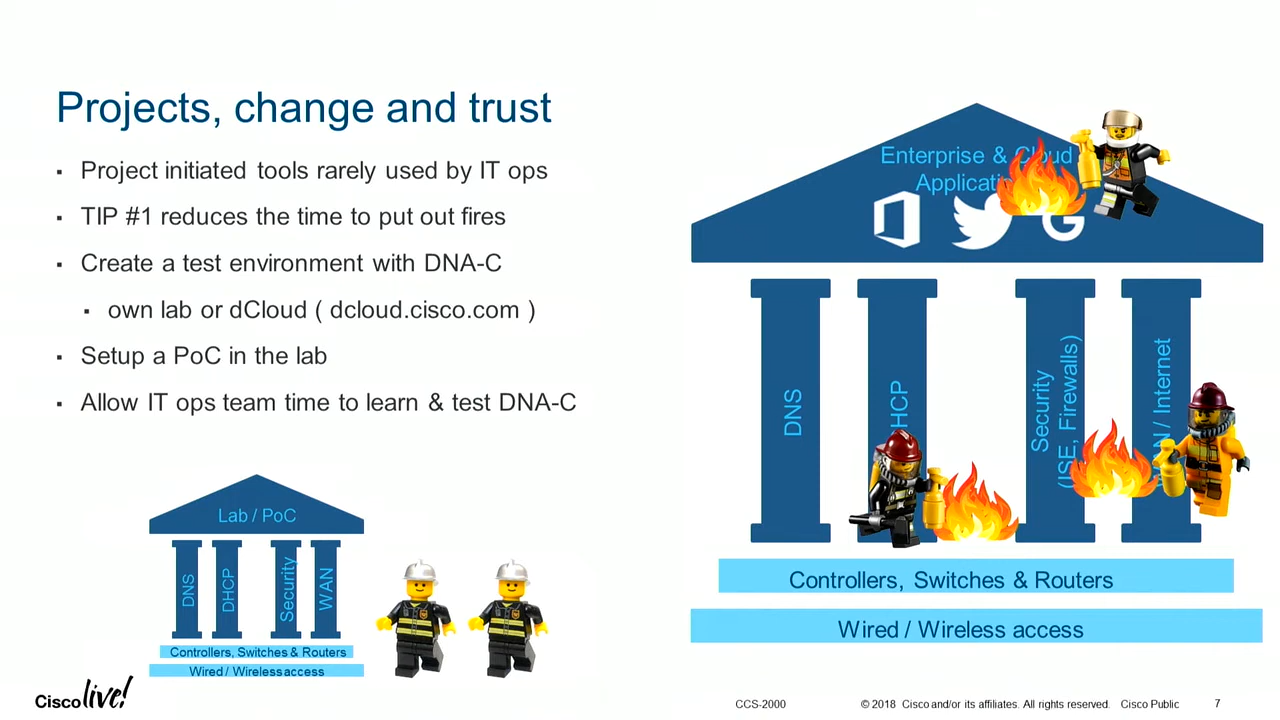 Projects, change and trust
Project initiated tools rarely used by IT ops
TIP #1 reduces the time to put out fires
Create a test environment with DNA-C
own lab or dCloud ( dcloud.cisco.com )
Setup a PoC in the lab
Allow IT ops team time to learn & test DNA-C
Lab / PoC
DNS
DHCP
Security
WAN
Controllers, Switches & Routers
Wired / Wireless access
Enterprise & Cloud
DNS
Security
(ISE, Firewalls)
/ Internet
Controllers, Switches & Routers
Wired / Wireless access
Cisco live!
CCS-2000
© 2018 Cisco and/or its affiliates. All rights reserved. Cisco Public
7